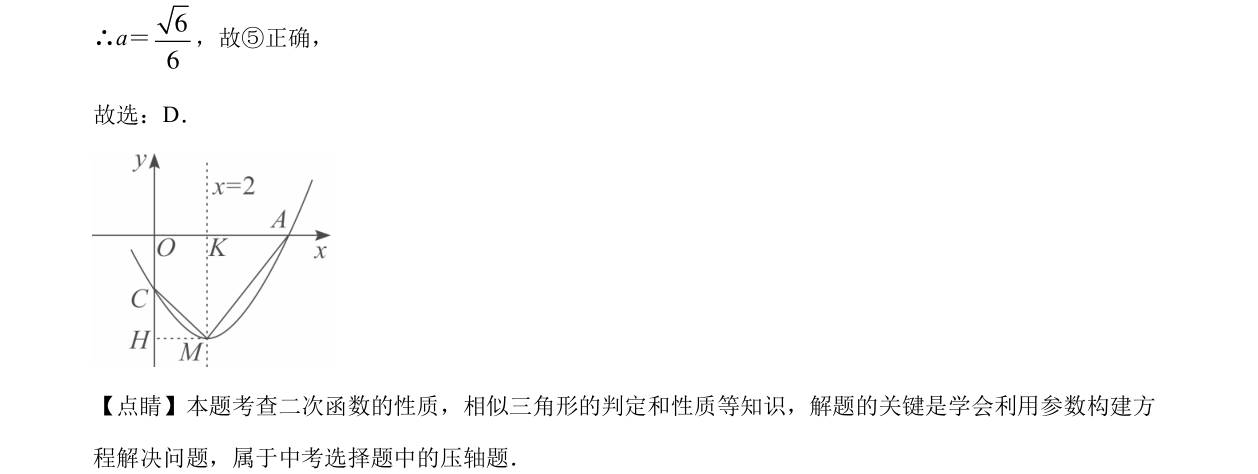 ∴a=√6/6，故⑤正确，
故选：D．
y
x=2
A
O
K
x
C
H
M
【点睛】本题考查二次函数的性质，相似三角形的判定和性质等知识，解题的关键是学会利用参数构建方
程解决问题，属于中考选择题中的压轴题．